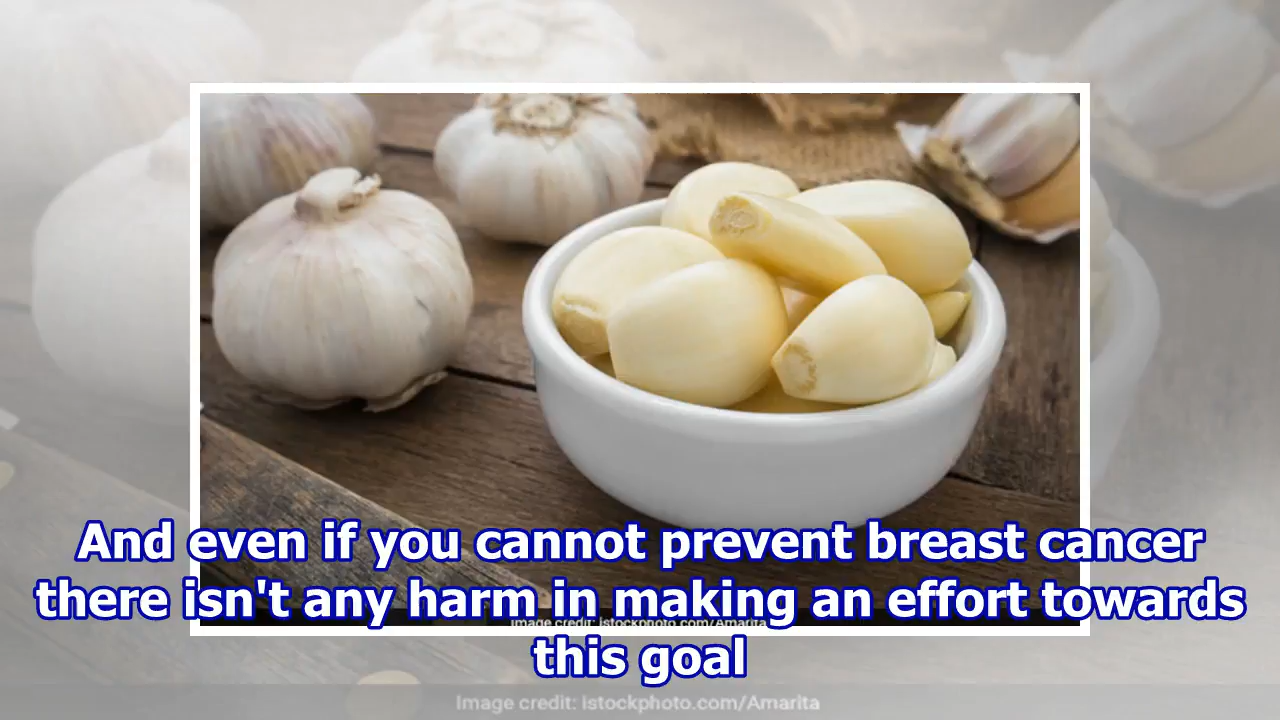 And even if you cannot prevent breast cancer
there isn't any harm in making an effort towards
this goal
Image credit: istockphoto.com/Amarita
Image credit: istockphoto.com/Amarita